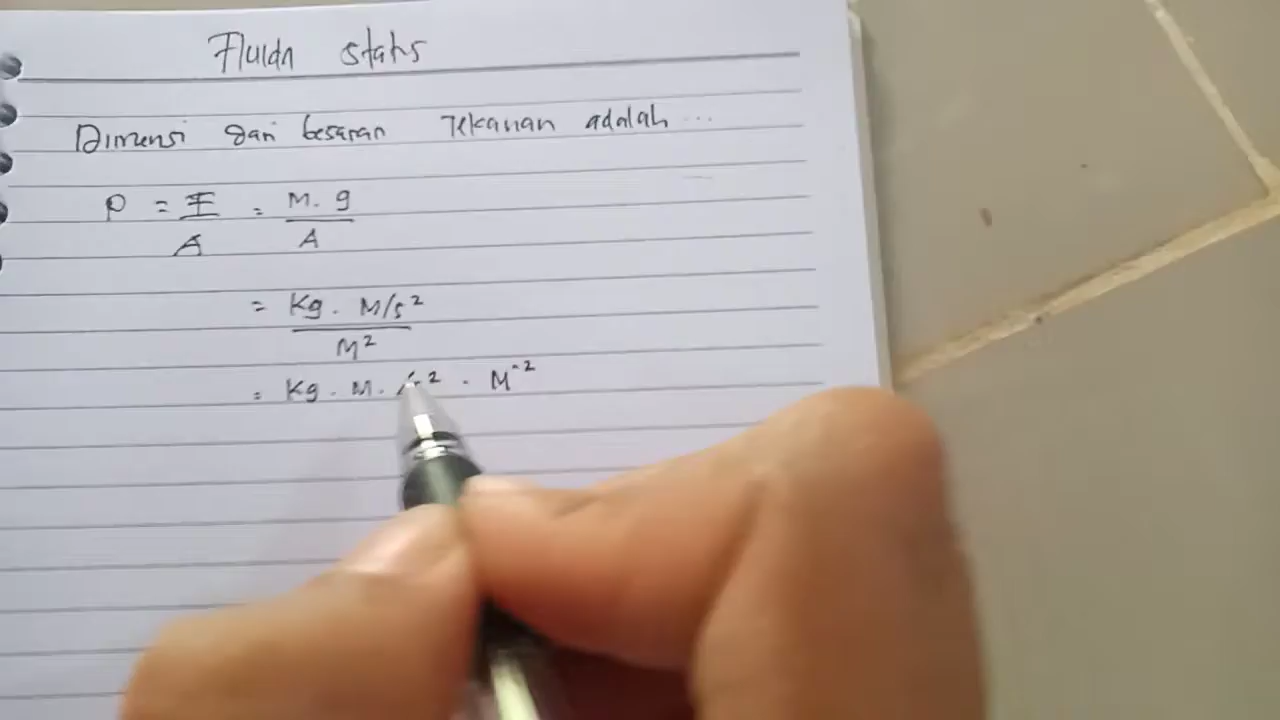 Fluida statis
Dimensi dari besaran Tekanan adalah ...
P = F/A = M. g/A
= Kg . M/s²/M²
= Kg . M. ⁻² . M⁻²